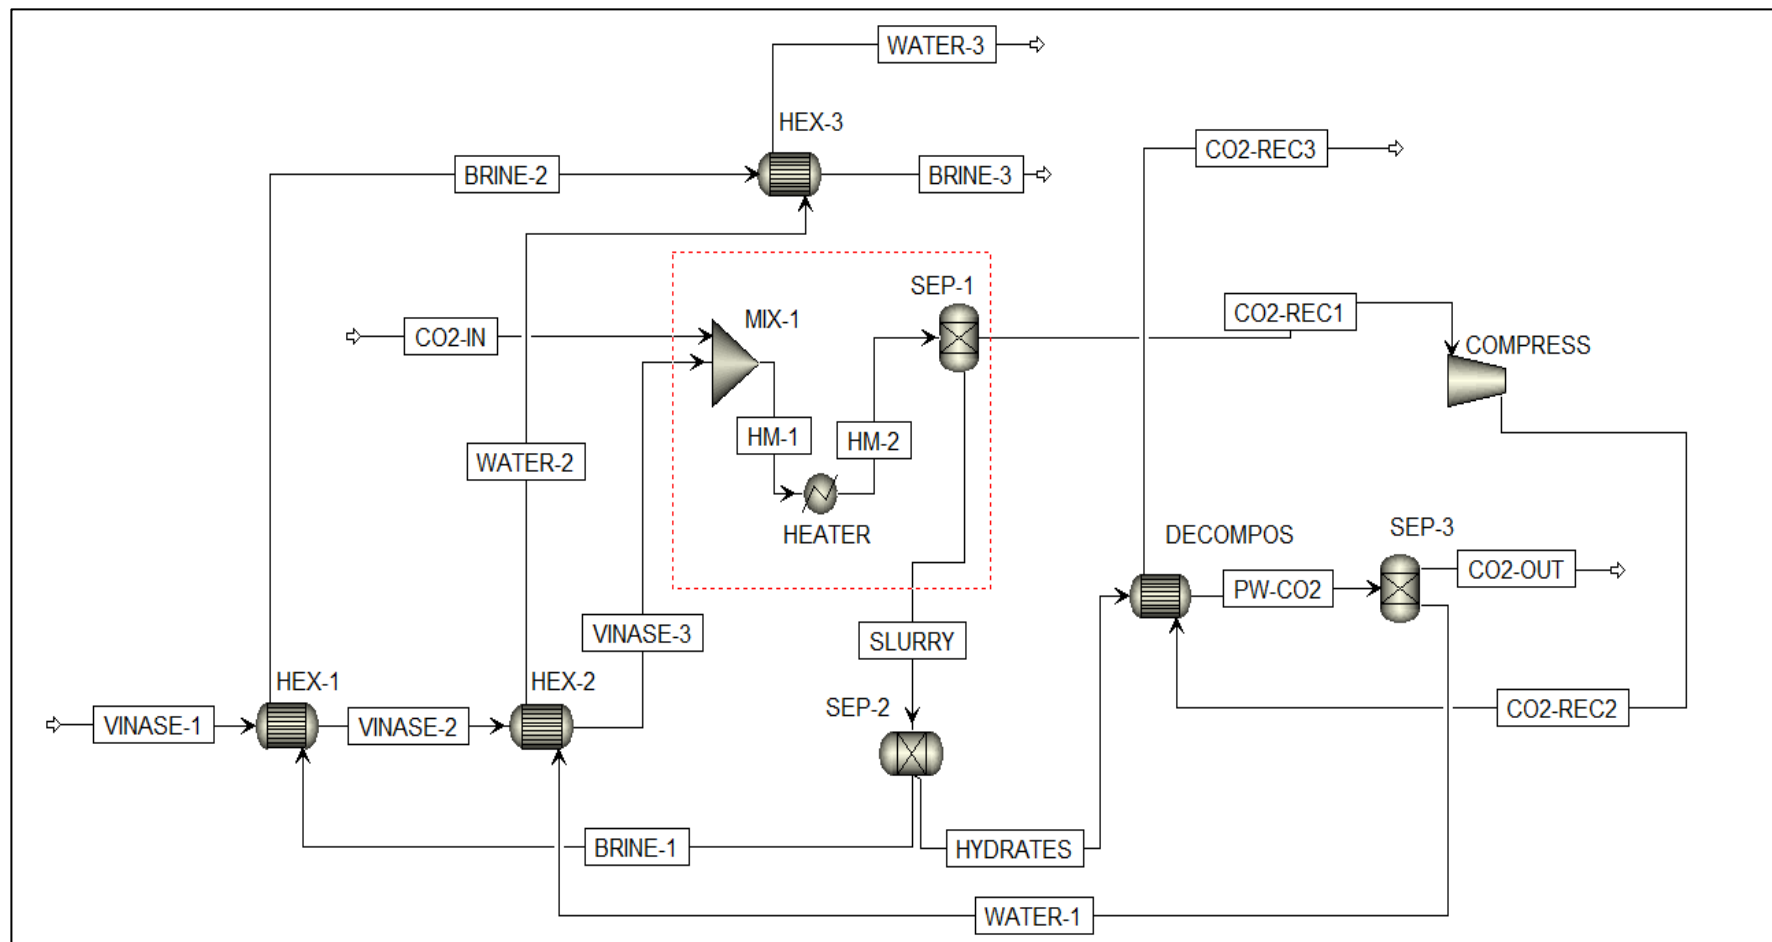 WATER-3
HEX-3
CO2-REC3
BRINE-2
BRINE-3
SEP-1
CO2-REC1
MIX-1
CO2-IN
COMPRESS
HM-1
HM-2
WATER-2
HEATER
DECOMPOS
SEP-3
CO2-OUT
PW-CO2
VINASE-3
SLURRY
HEX-1
HEX-2
SEP-2
CO2-REC2
VINASE-1
VINASE-2
BRINE-1
HYDRATES
WATER-1